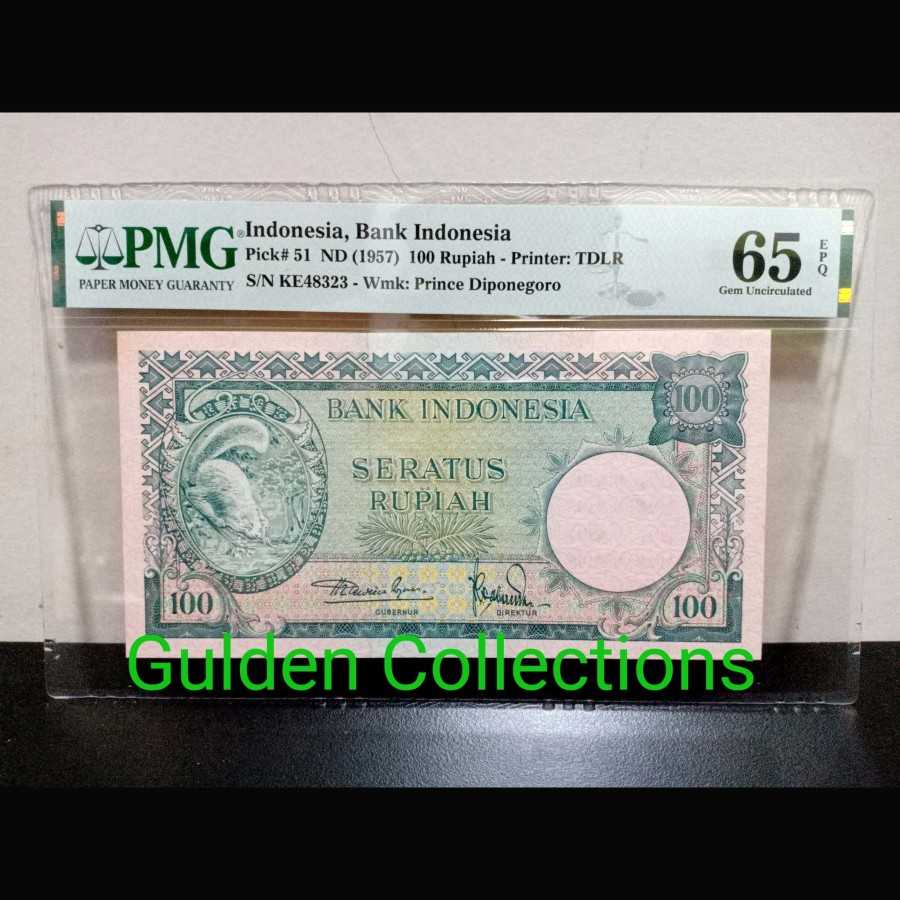 PMG®
PAPER MONEY GUARANTY
Indonesia, Bank Indonesia
Pick# 51 ND (1957) 100 Rupiah - Printer: TDLR
S/N KE48323 - Wmk: Prince Diponegoro
65
EPQ
Gem Uncirculated
BANK INDONESIA
100
SERATUS
RUPIAH
GUBERNUR
DIREKTUR
100
100
Gulden Collections